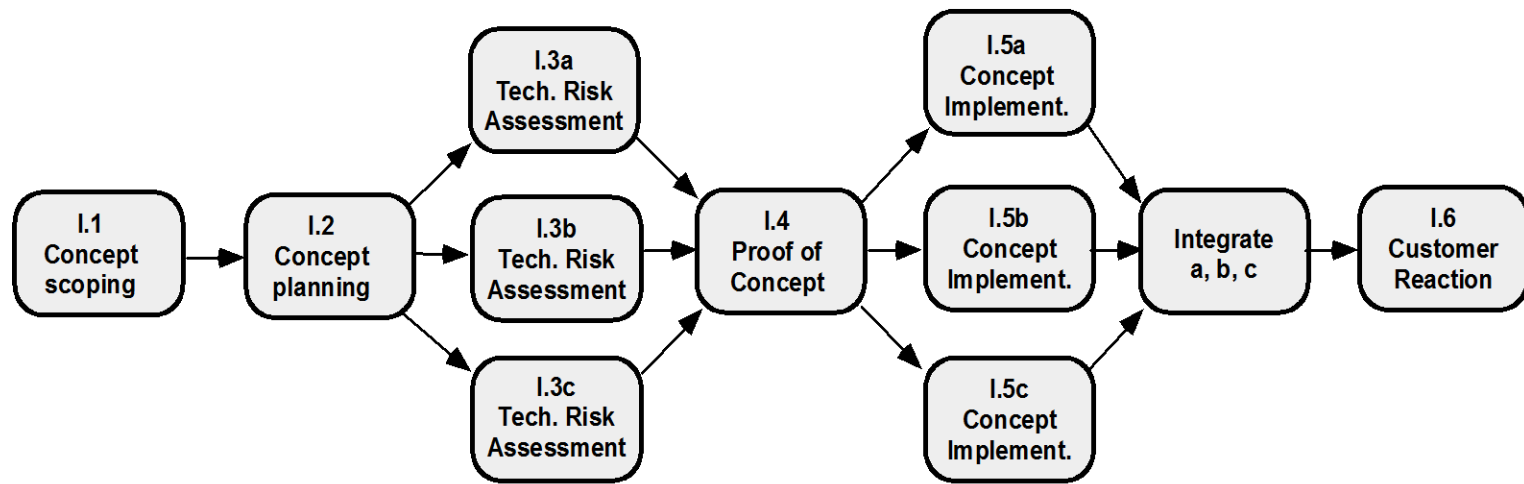 I.1
Concept
scoping
I.2
Concept
planning
I.3a
Tech. Risk
Assessment
I.3b
Tech. Risk
Assessment
I.3c
Tech. Risk
Assessment
I.4
Proof of
Concept
I.5a
Concept
Implement.
I.5b
Concept
Implement.
I.5c
Concept
Implement.
Integrate
a, b, c
I.6
Customer
Reaction